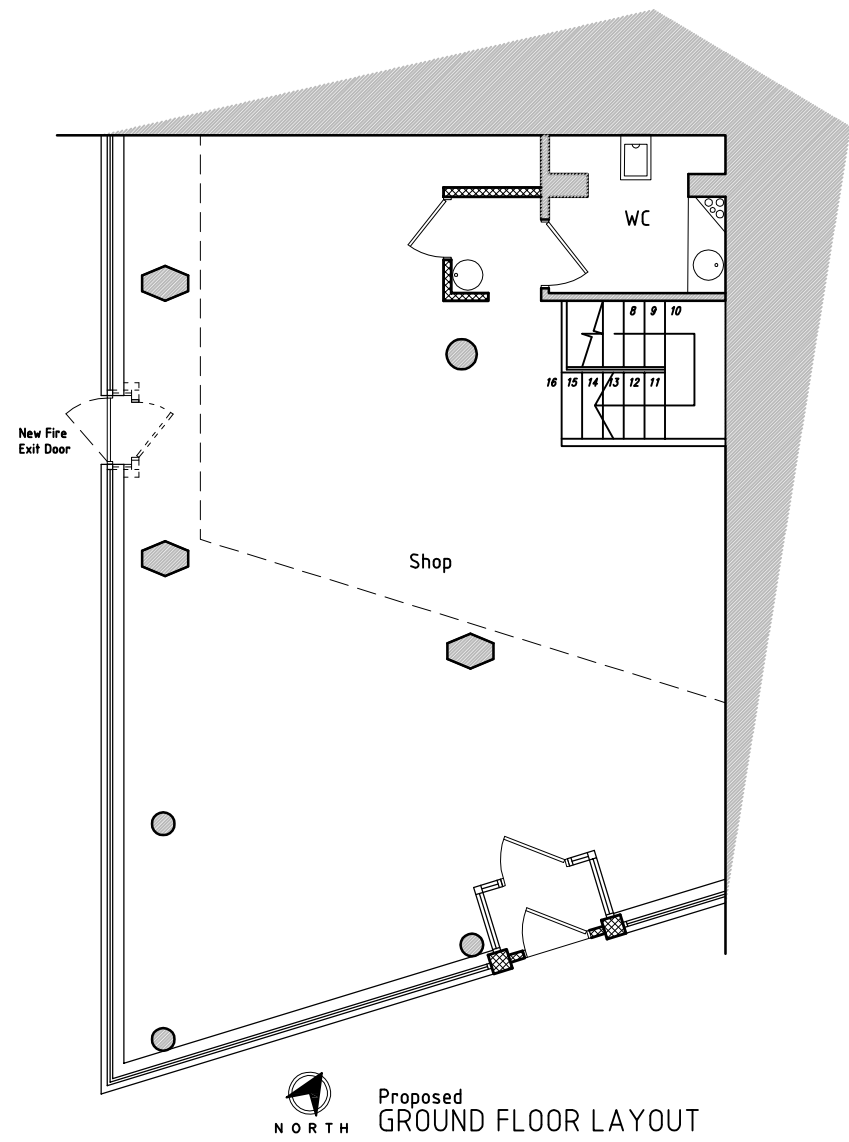 WC
8 9 10
16 15 14 13 12 11
New Fire
Exit Door
Shop
NORTH
Proposed
GROUND FLOOR LAYOUT